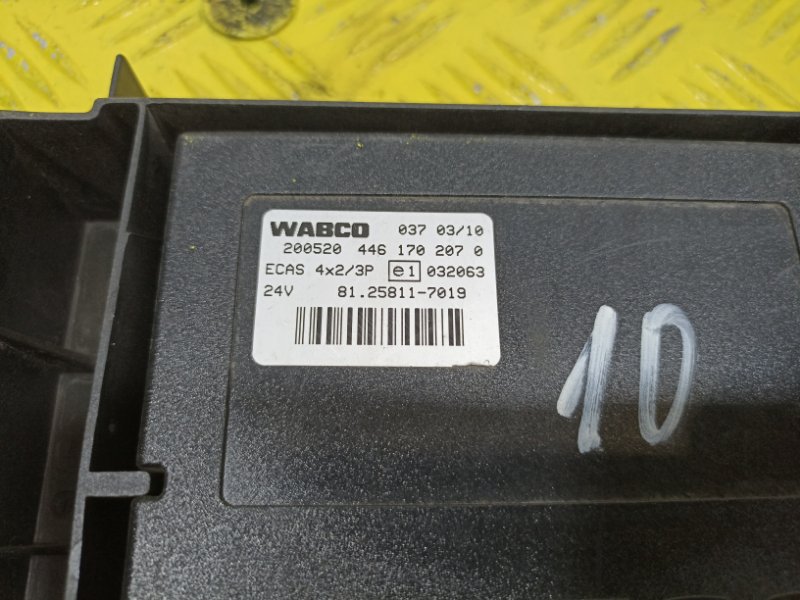 WABCO 037 03/10
200520 446 170 207 0
ECAS 4x2/3P e1 032063
24V 81.25811-7019
10